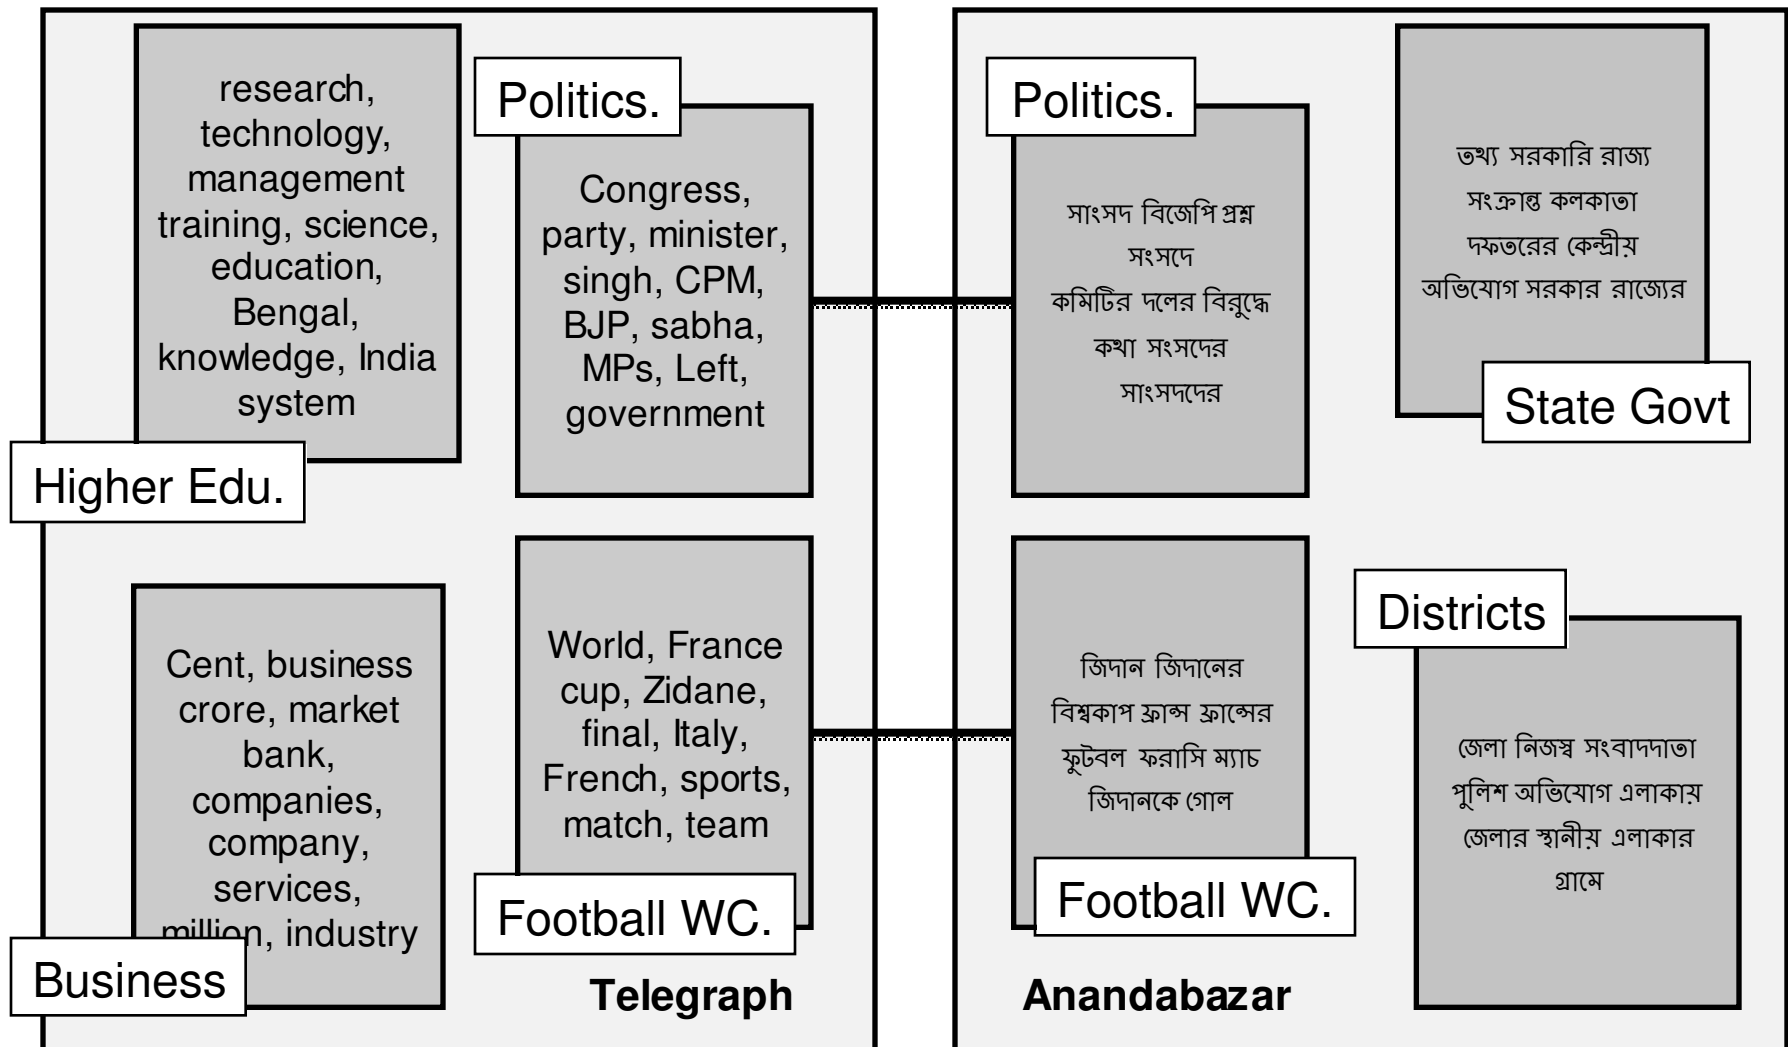 research,
technology,
management
training, science,
education,
Bengal,
knowledge, India
system
Higher Edu.
Politics.
Congress,
party, minister,
singh, CPM,
BJP, sabha,
MPs, Left,
government
Cent, business
crore, market
bank,
companies,
company,
services,
million, industry
Business
World, France
cup, Zidane,
final, Italy,
French, sports,
match, team
Football WC.
Telegraph
Politics.
সাংসদ বিজেপি প্রশ্ন
সংসদে
কমিটির দলের বিরুদ্ধে
কথা সংসদের
সাংসদদের
তথ্য সরকারি রাজ্য
সংক্রান্ত কলকাতা
দফতরের কেন্দ্রীয়
অভিযোগ সরকার রাজ্যের
State Govt
জিদান জিদানের
বিশ্বকাপ ফ্রান্স ফ্রান্সের
ফুটবল ফরাসি ম্যাচ
জিদানকে গোল
Football WC.
Districts
জেলা নিজস্ব সংবাদদাতা
পুলিশ অভিযোগ এলাকায়
জেলার স্থানীয় এলাকার
গ্রামে
Anandabazar